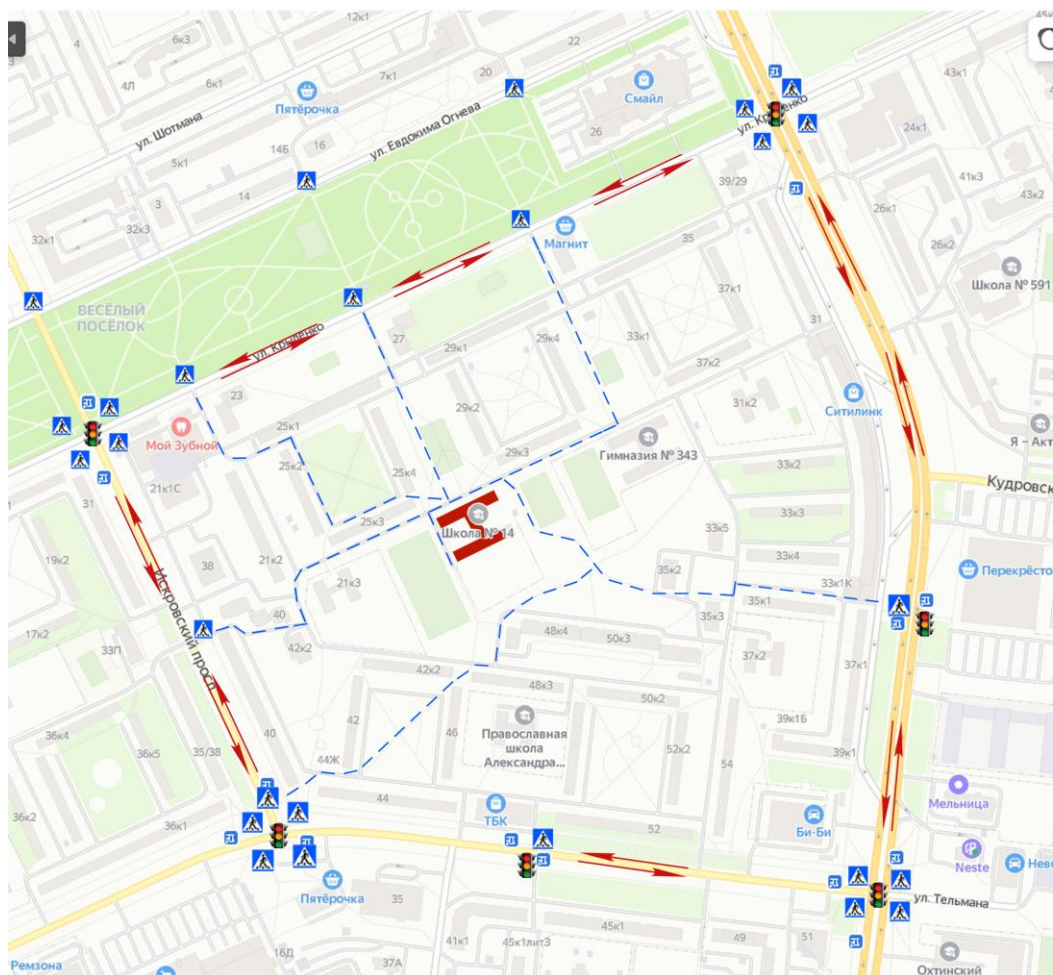 12к1
4
6к3
22
45к
7к1
20
6к1
4Л
Пятёрочка
Смайл
43к1
ул. Шотмана
ул. Евдокима Огнева
26
ул. Крыленко
24к1
14Б
16
5к1
39/29
41к3
14
3
26к1
43к2
32к3
32к1
Магнит
35
26к2
Школа № 591
ВЕСЁЛЫЙ
ПОСЁЛОК
37к1
ул. Крыленко
27
29к4
33к1
31
29к1
37к2
23
31к2
Ситилинк
29к2
Мой Зубной
25к1
Я – Акт
Гимназия № 343
29к3
25к2
25к4
33к2
Кудровск
21к1С
31
33к3
25к3
Школа № 14
33к5
19к2
21к2
38
33к4
35к2
Перекрёсто
21к3
33к1К
35к1
40
17к2
Искровский просп.
35к3
48к4
50к3
33П
42к2
37к2
42к2
37к1
48к3
50к2
42
36к4
40
46
39к1Б
Православная
школа
Александра...
52к2
36к5
35/38
39к1
54
44Ж
Мельница
44
36к2
ТБК
36к1
52
Би-Би
Neste
Нево
Пятёрочка
35
ул. Тельмана
41к1
45к1
49
51
16Д
45к1лит3
Ремзона
37А
Охтинский